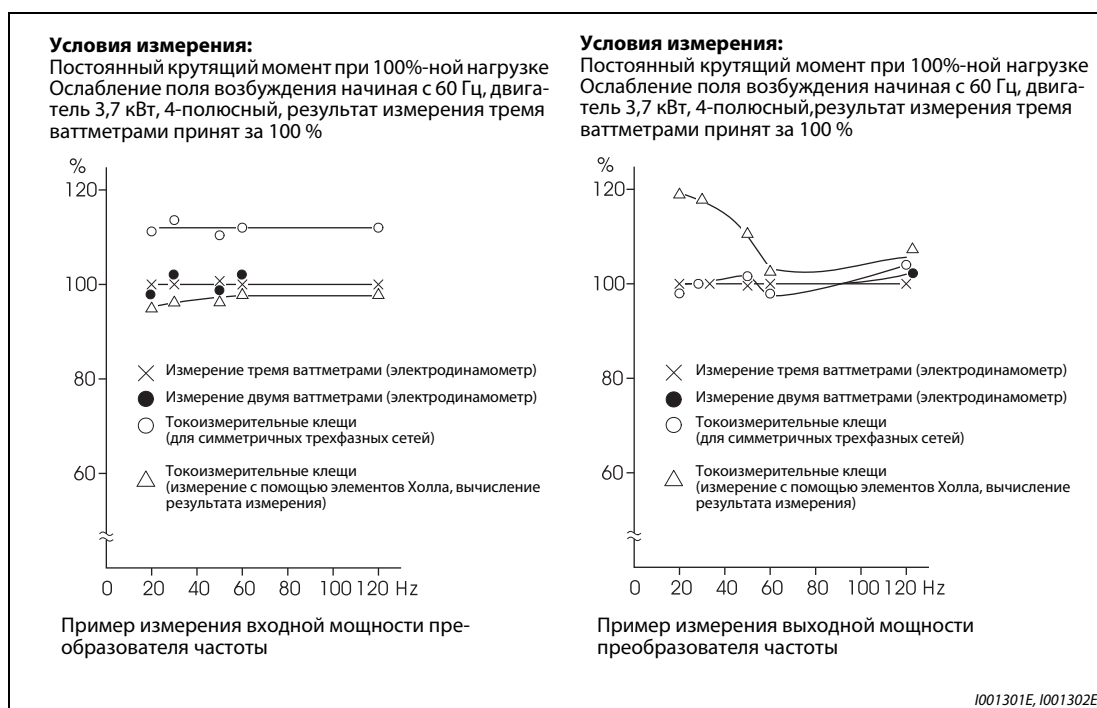 Условия измерения:
Постоянный крутящий момент при 100%-ной нагрузке
Ослабление поля возбуждения начиная с 60 Гц, двига-
тель 3,7 кВт, 4-полюсный, результат измерения тремя
ваттметрами принят за 100 %
%
120
100
80
60
Измерение тремя ваттметрами (электродинамометр)
Измерение двумя ваттметрами (электродинамометр)
Токоизмерительные клещи
(для симметричных трехфазных сетей)
Токоизмерительные клещи
(измерение с помощью элементов Холла, вычисление
результата измерения)
0 20 40 60 80 100 120 Hz
Пример измерения входной мощности пре-
образователя частоты
Условия измерения:
Постоянный крутящий момент при 100%-ной нагрузке
Ослабление поля возбуждения начиная с 60 Гц, двига-
тель 3,7 кВт, 4-полюсный,результат измерения тремя
ваттметрами принят за 100 %
%
120
100
80
60
Измерение тремя ваттметрами (электродинамометр)
Измерение двумя ваттметрами (электродинамометр)
Токоизмерительные клещи
(для симметричных трехфазных сетей)
Токоизмерительные клещи
(измерение с помощью элементов Холла, вычисление
результата измерения)
0 20 40 60 80 100 120 Hz
Пример измерения выходной мощности
преобразователя частоты
I001301E, I001302E